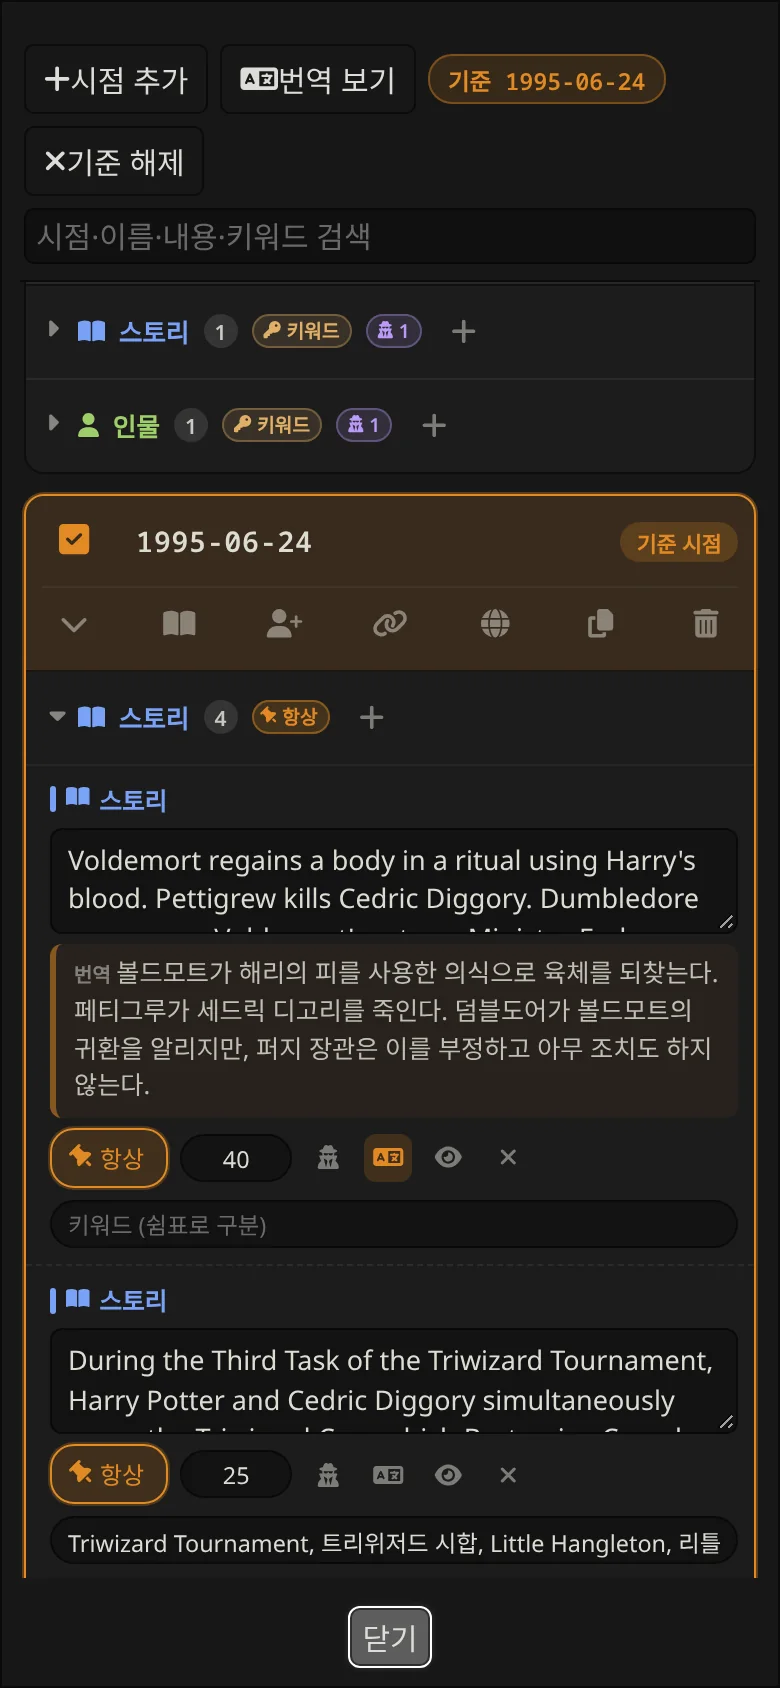 시점 추가
번역 보기
기준 1995-06-24
기준 해제
시점·이름·내용·키워드 검색
스토리 1 키워드 1
인물 1 키워드 1
1995-06-24 기준 시점
스토리 4 항상
스토리
Voldemort regains a body in a ritual using Harry's
blood. Pettigrew kills Cedric Diggory. Dumbledore
번역 볼드모트가 해리의 피를 사용한 의식으로 육체를 되찾는다.
페티그루가 세드릭 디고리를 죽인다. 덤블도어가 볼드모트의
귀환을 알리지만, 퍼지 장관은 이를 부정하고 아무 조치도 하지
않는다.
항상 40
키워드 (쉼표로 구분)
스토리
During the Third Task of the Triwizard Tournament,
Harry Potter and Cedric Diggory simultaneously
항상 25
Triwizard Tournament, 트리위저드 시합, Little Hangleton, 리틀
닫기